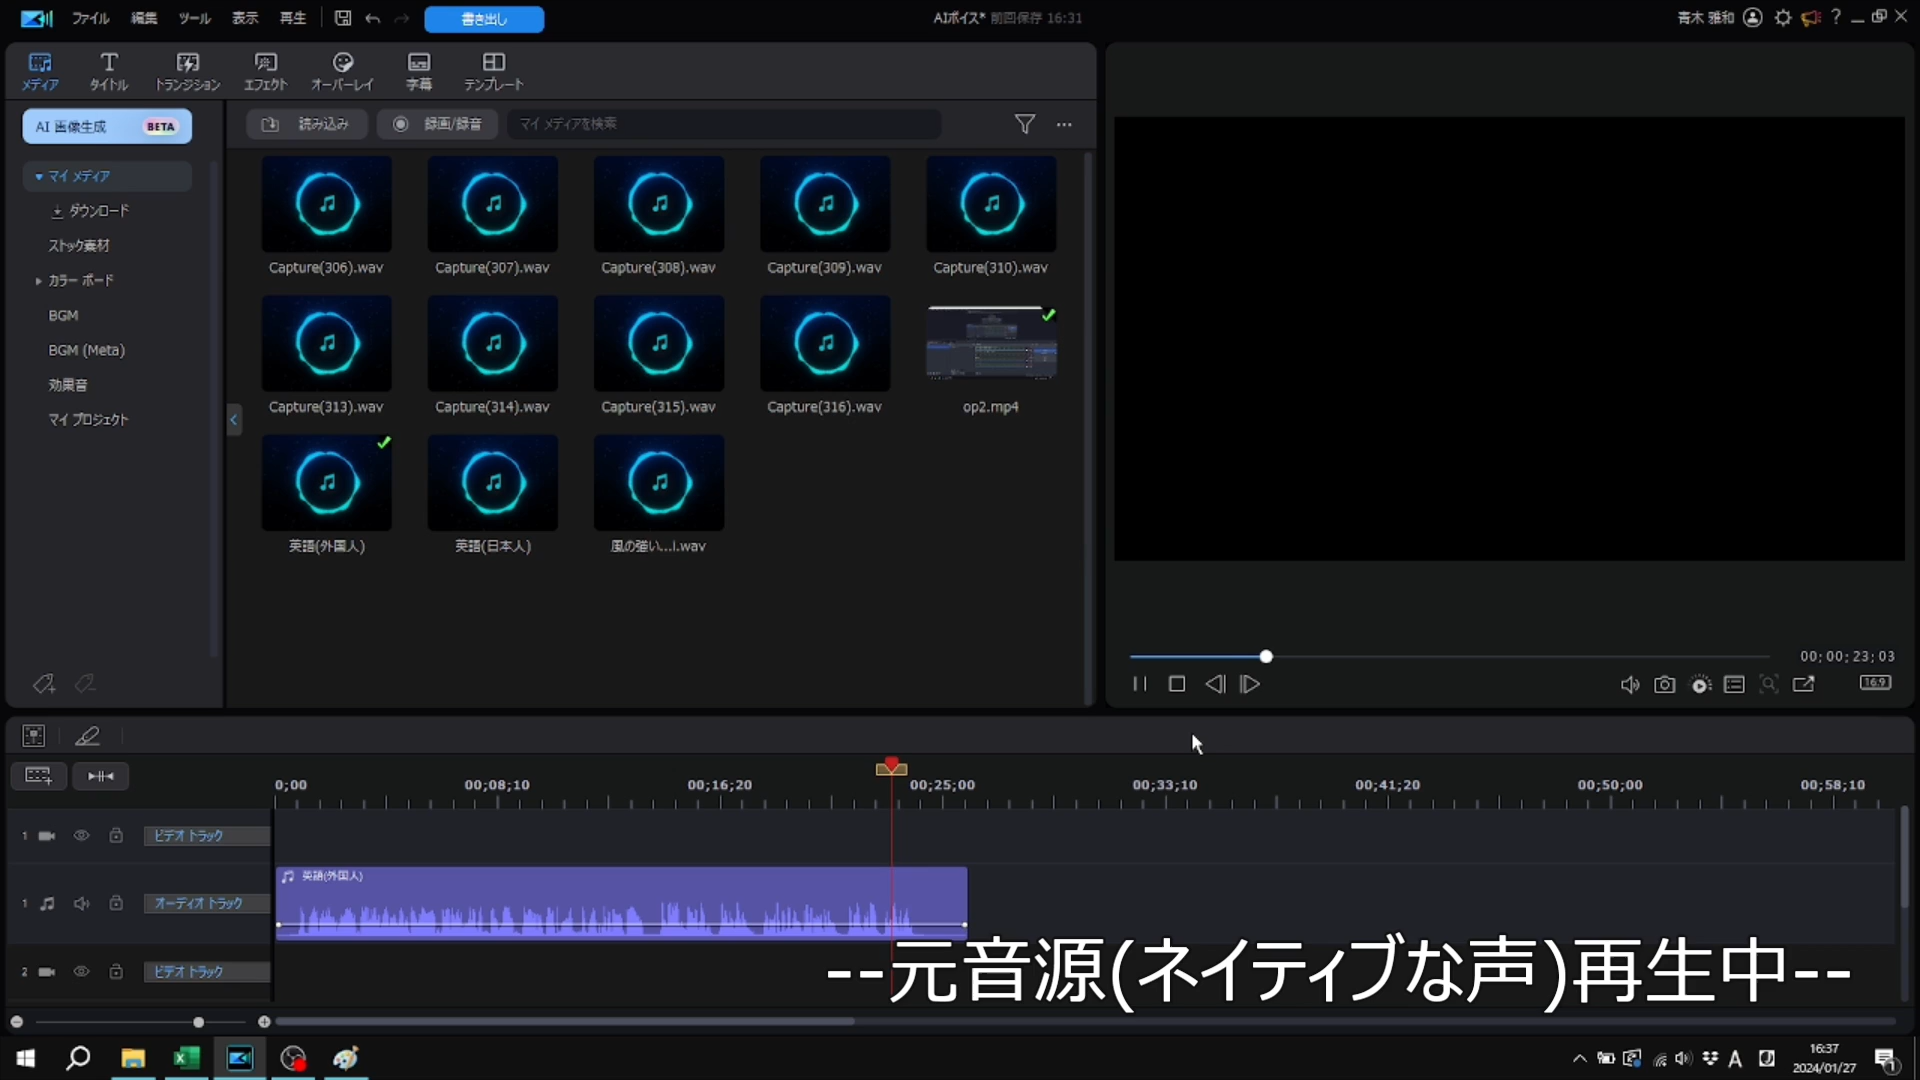 ファイル 編集 ツール 表示 再生 書き出し AIボイス* 前回保存 16:31 青木 雅和
メディア タイトル トランジション エフェクト オーバーレイ 字幕 テンプレート
AI 画像生成 BETA
読み込み 録画/録音 マイ メディアを検索
マイ メディア
ダウンロード
ストック素材
カラー ボード
BGM
BGM (Meta)
効果音
マイ プロジェクト
Capture(306).wav Capture(307).wav Capture(308).wav Capture(309).wav Capture(310).wav
Capture(313).wav Capture(314).wav Capture(315).wav Capture(316).wav op2.mp4
英語(外国人) 英語(日本人) 風の強い...i.wav
00;00;23;03
16:9
0;00 00;08;10 00;16;20 00;25;00 00;33;10 00;41;20 00;50;00 00;58;10
1 ビデオ トラック
英語(外国人)
1 オーディオ トラック
2 ビデオ トラック
--元音源(ネイティブな声)再生中--
A
16:37
2024/01/27
1